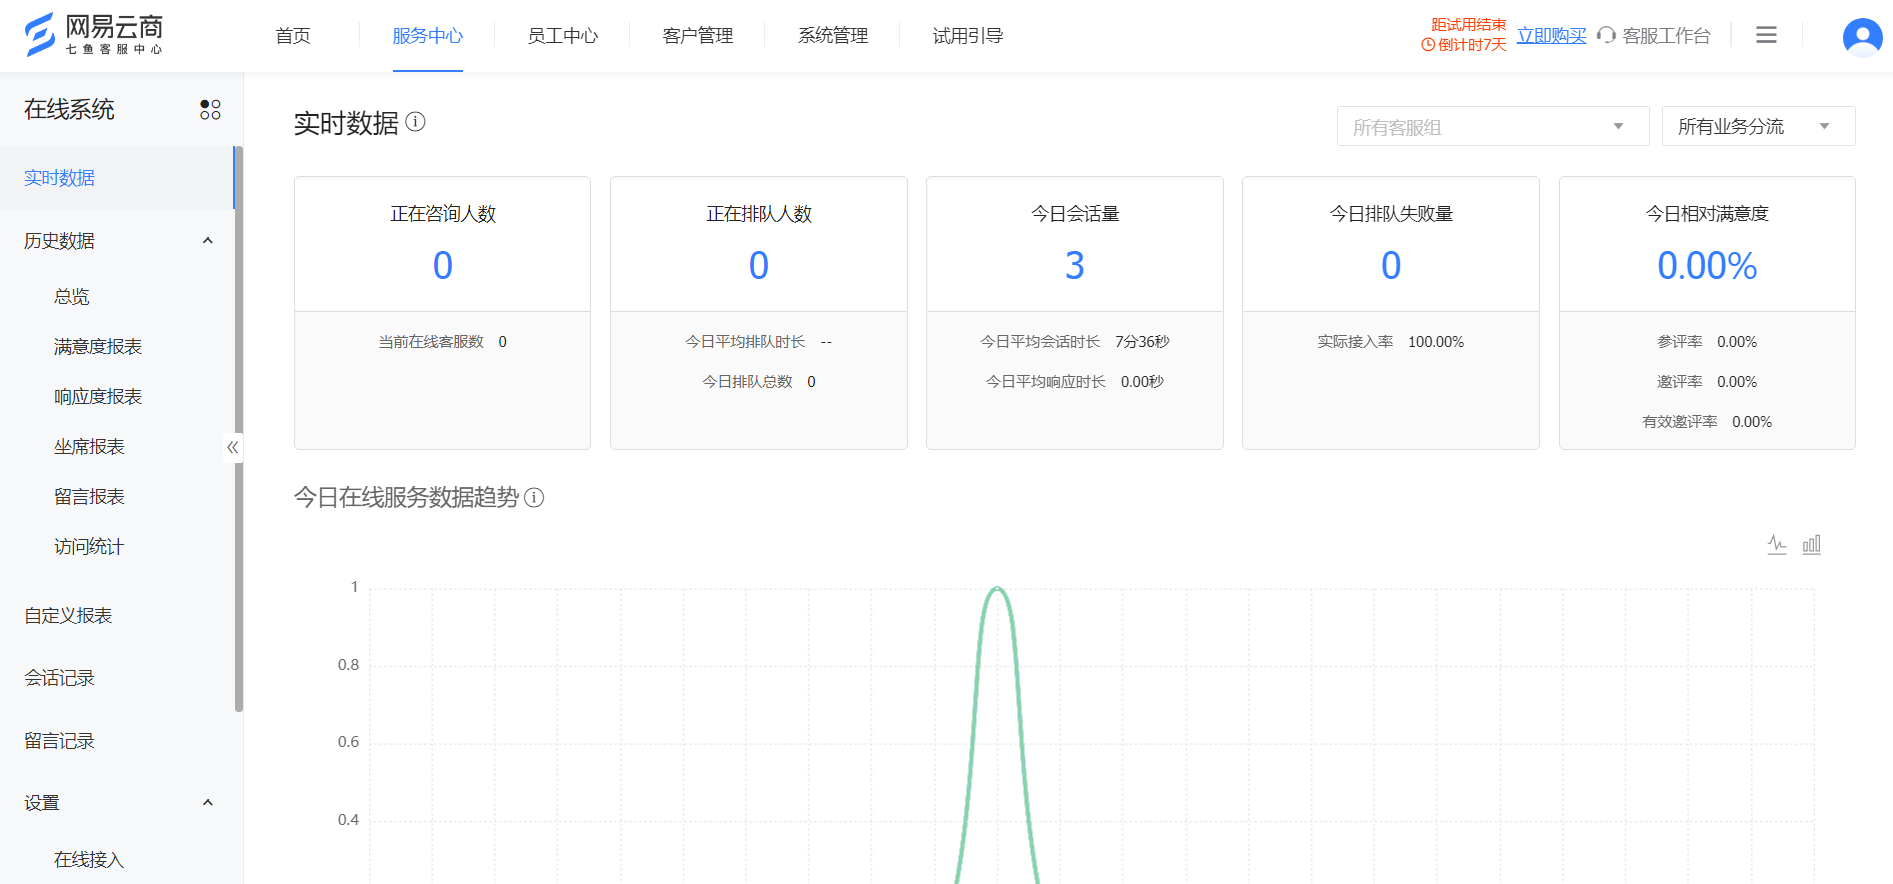 网易云商
七鱼客服中心
首页
服务中心
员工中心
客户管理
系统管理
试用引导
距试用结束
倒计时7天
立即购买
客服工作台
在线系统
实时数据
历史数据
总览
满意度报表
响应度报表
坐席报表
留言报表
访问统计
自定义报表
会话记录
留言记录
设置
在线接入
实时数据
所有客服组
所有业务分流
正在咨询人数
0
当前在线客服数 0
正在排队人数
0
今日平均排队时长 --
今日排队总数 0
今日会话量
3
今日平均会话时长 7分36秒
今日平均响应时长 0.00秒
今日排队失败量
0
实际接入率 100.00%
今日相对满意度
0.00%
参评率 0.00%
邀评率 0.00%
有效邀评率 0.00%
今日在线服务数据趋势
1
0.8
0.6
0.4